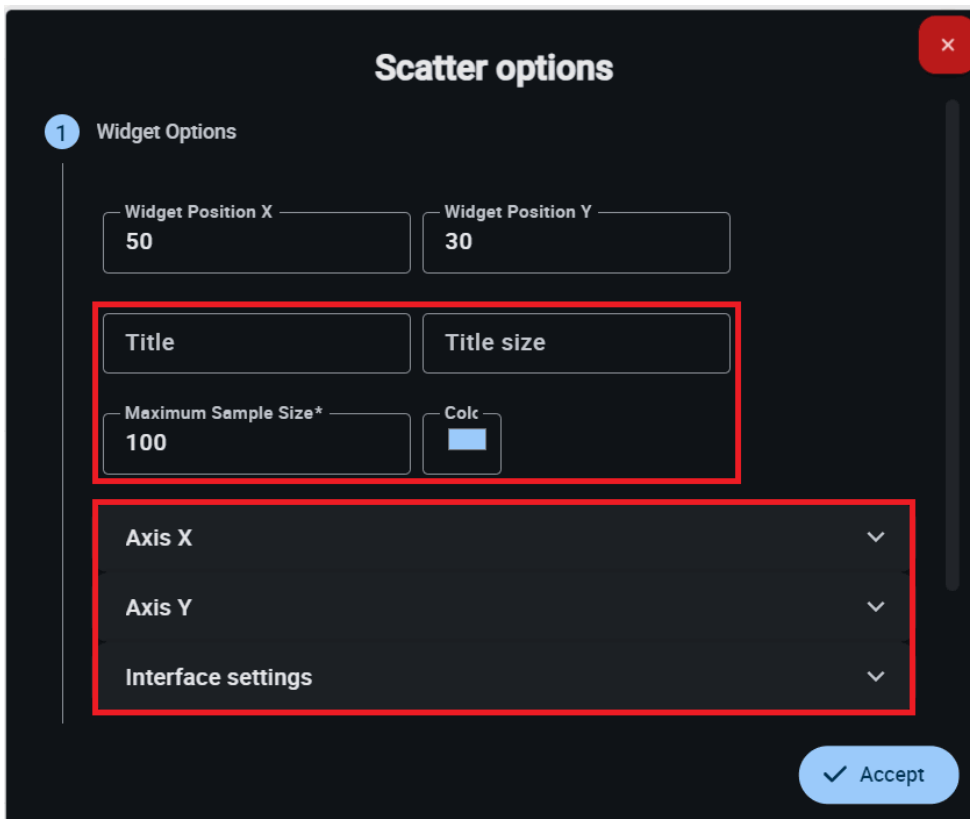 Scatter options
1 Widget Options
Widget Position X Widget Position Y
50 30
Title Title size
Maximum Sample Size* Colc
100
Axis X
Axis Y
Interface settings
Accept